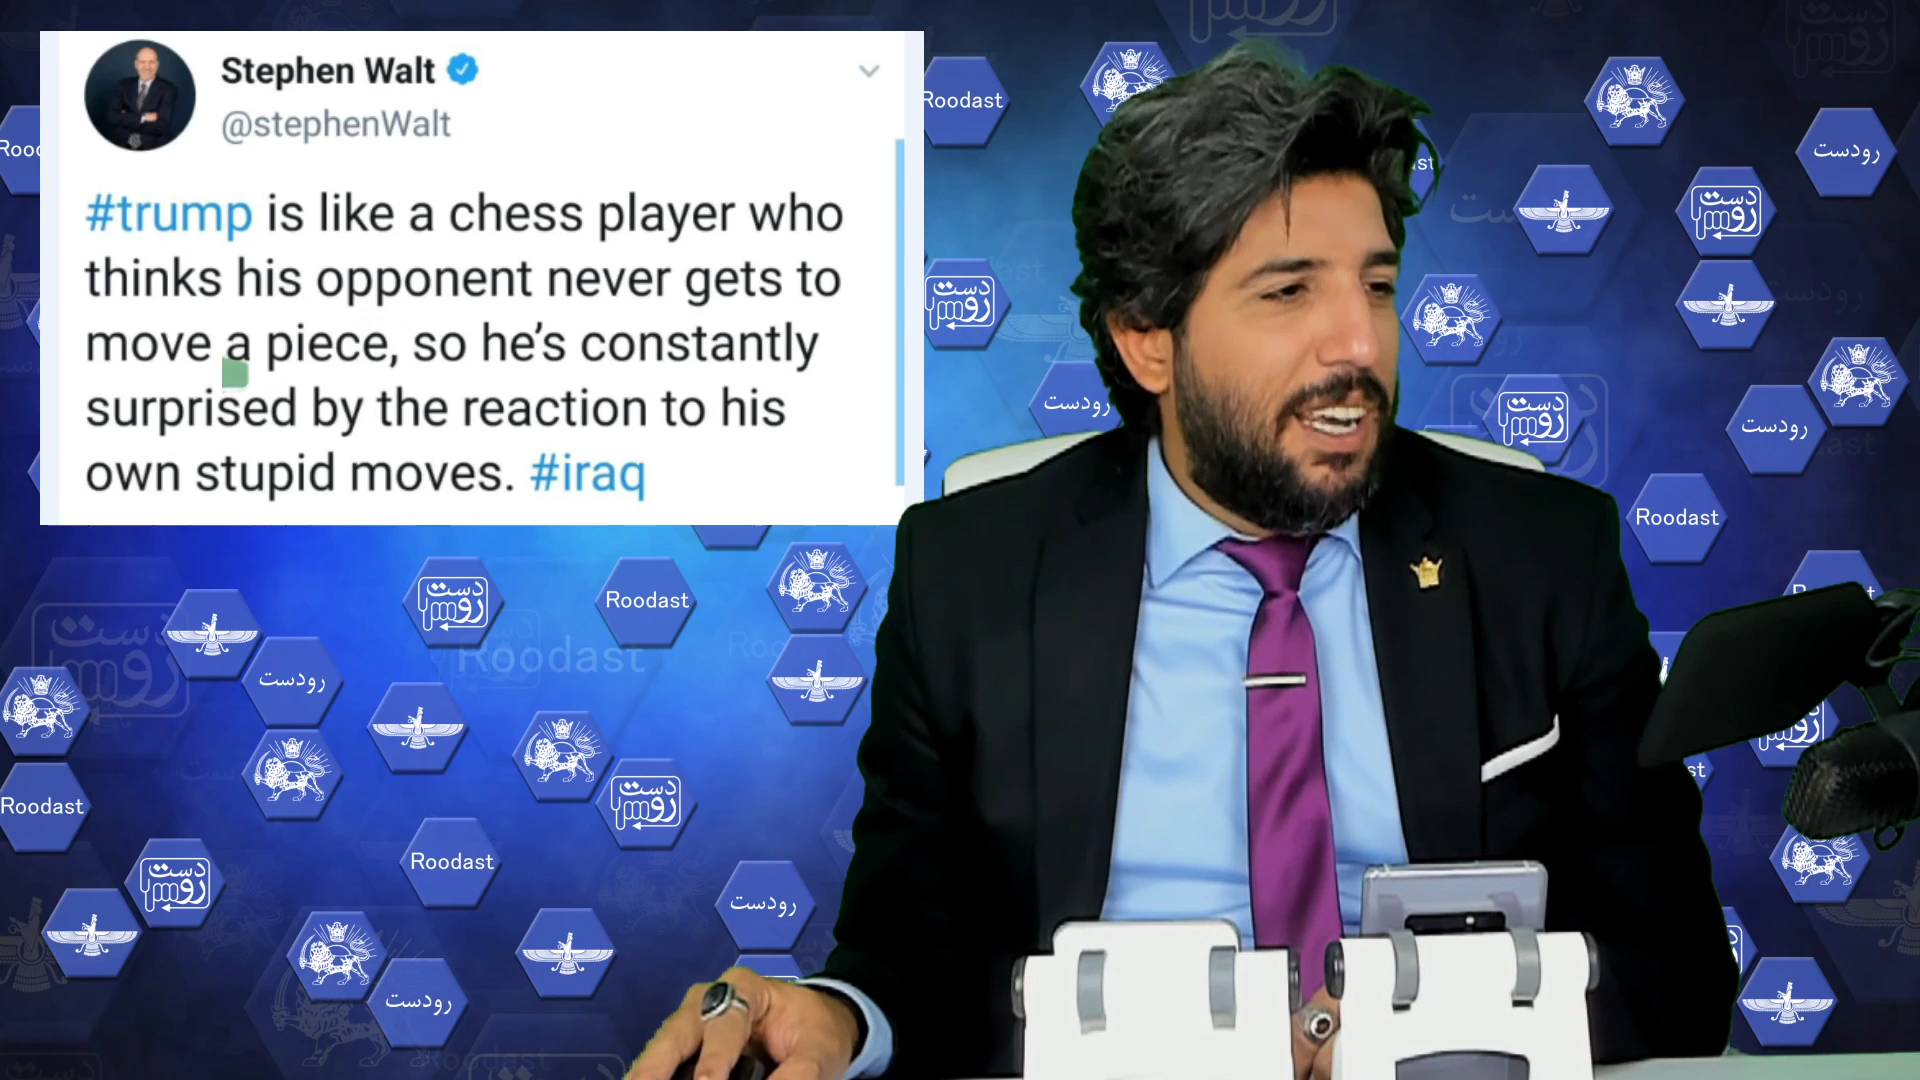 Stephen Walt
@stephenWalt
#trump is like a chess player who
thinks his opponent never gets to
move a piece, so he's constantly
surprised by the reaction to his
own stupid moves. #iraq
Roodast
رودست
رودست
رودست
Roodast
Roodast
Roodast
رودست
Roodast
Roodast
رودست
رودست